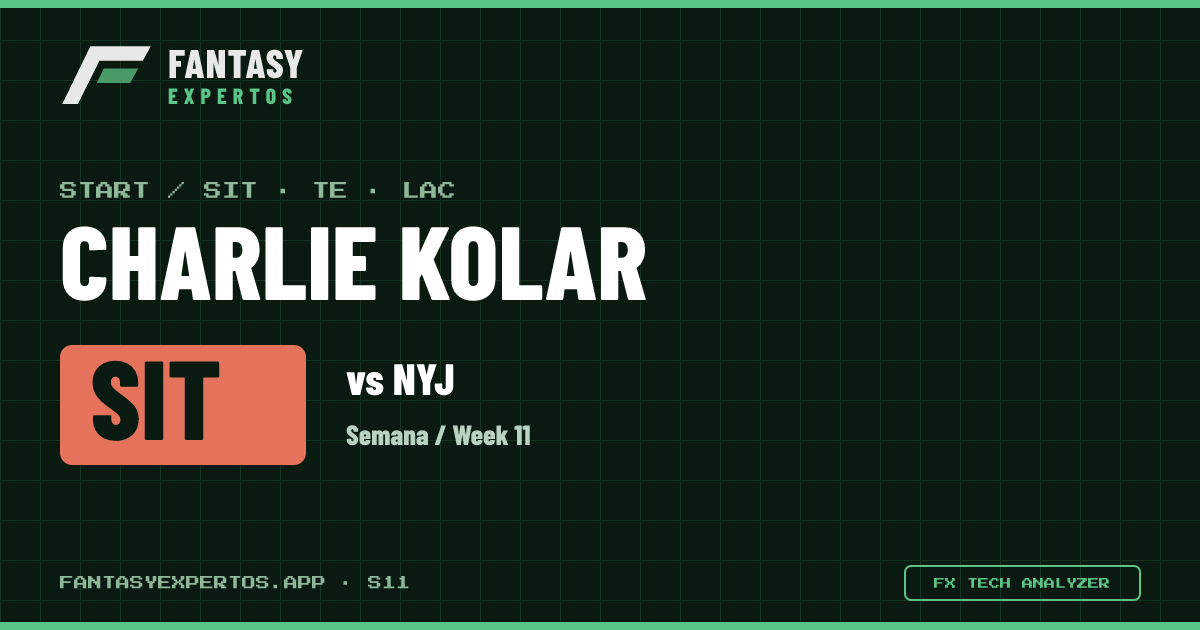 FANTASY
EXPERTOS
START / SIT · TE · LAC
CHARLIE KOLAR
SIT
vs NYJ
Semana / Week 11
FANTASYEXPERTOS.APP · S11
FX TECH ANALYZER